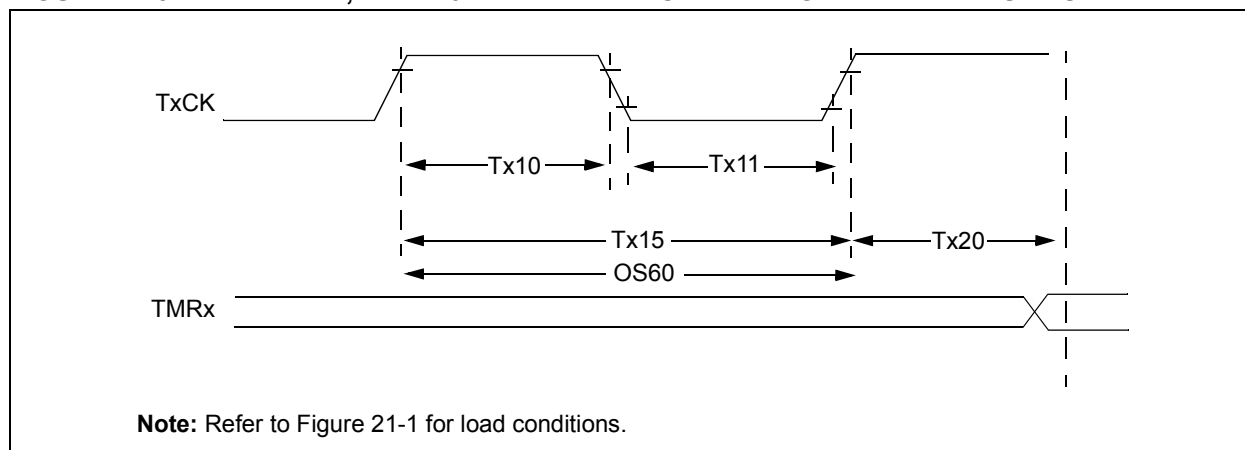 TxCK
Tx10
Tx11
Tx15
Tx20
OS60
TMRx
Note: Refer to Figure 21-1 for load conditions.